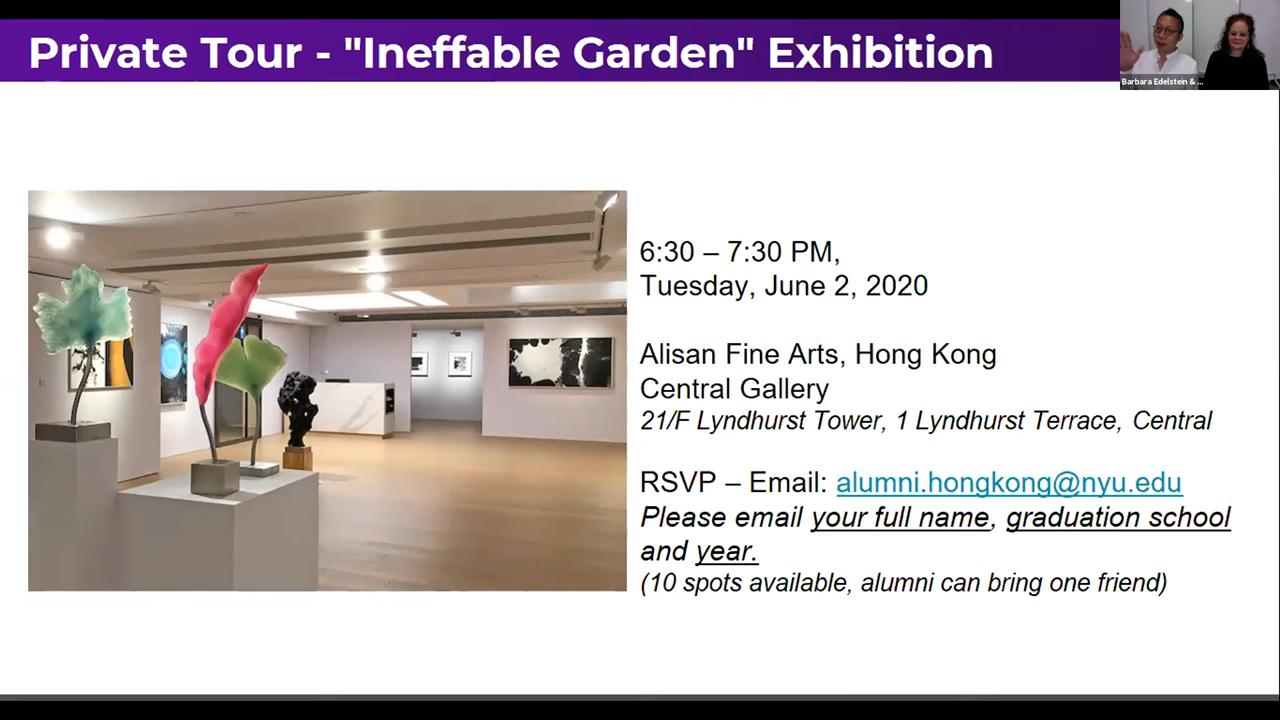 Private Tour - "Ineffable Garden" Exhibition
Barbara Edelstein & ...
6:30 – 7:30 PM,
Tuesday, June 2, 2020
Alisan Fine Arts, Hong Kong
Central Gallery
21/F Lyndhurst Tower, 1 Lyndhurst Terrace, Central
RSVP – Email: alumni.hongkong@nyu.edu
Please email your full name, graduation school
and year.
(10 spots available, alumni can bring one friend)